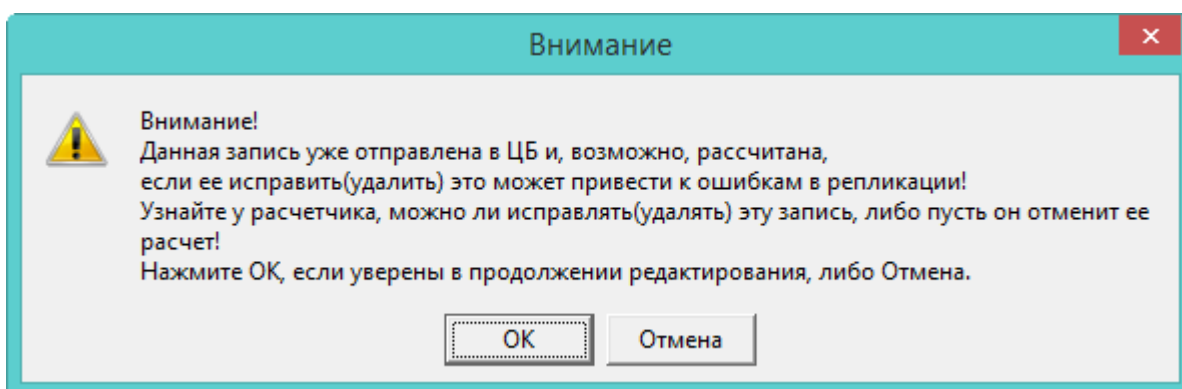 Внимание
Внимание!
Данная запись уже отправлена в ЦБ и, возможно, рассчитана,
если ее исправить(удалить) это может привести к ошибкам в репликации!
Узнайте у расчетчика, можно ли исправлять(удалять) эту запись, либо пусть он отменит ее
расчет!
Нажмите ОК, если уверены в продолжении редактирования, либо Отмена.
ОК
Отмена